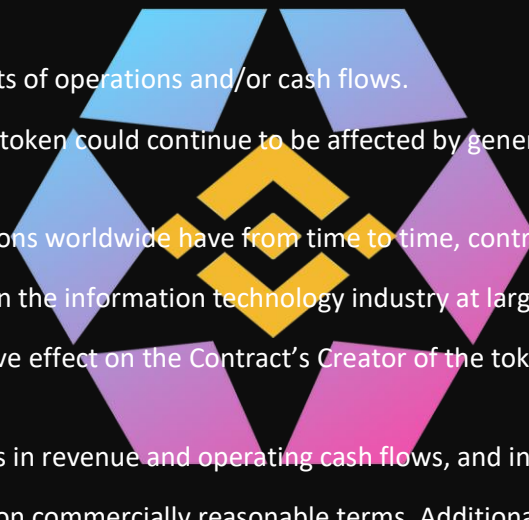 ts of operations and/or cash flows.
token could continue to be affected by gener
ons worldwide have from time to time, contr
n the information technology industry at larg
ve effect on the Contract's Creator of the tok
s in revenue and operating cash flows, and in
on commercially reasonable terms. Additiona